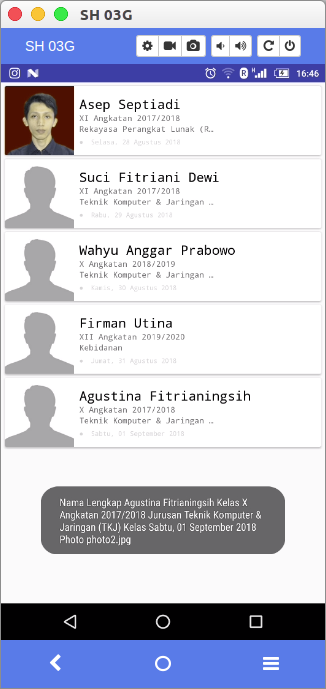 SH 03G
SH 03G
16:46
Asep Septiadi
XI Angkatan 2017/2018
Rekayasa Perangkat Lunak (R…
Selasa, 28 Agustus 2018
Suci Fitriani Dewi
XI Angkatan 2017/2018
Teknik Komputer & Jaringan …
Rabu, 29 Agustus 2018
Wahyu Anggar Prabowo
X Angkatan 2018/2019
Teknik Komputer & Jaringan …
Kamis, 30 Agustus 2018
Firman Utina
XII Angkatan 2019/2020
Kebidanan
Jumat, 31 Agustus 2018
Agustina Fitrianingsih
X Angkatan 2017/2018
Teknik Komputer & Jaringan …
Sabtu, 01 September 2018
Nama Lengkap Agustina Fitrianingsih Kelas X
Angkatan 2017/2018 Jurusan Teknik Komputer &
Jaringan (TKJ) Kelas Sabtu, 01 September 2018
Photo photo2.jpg